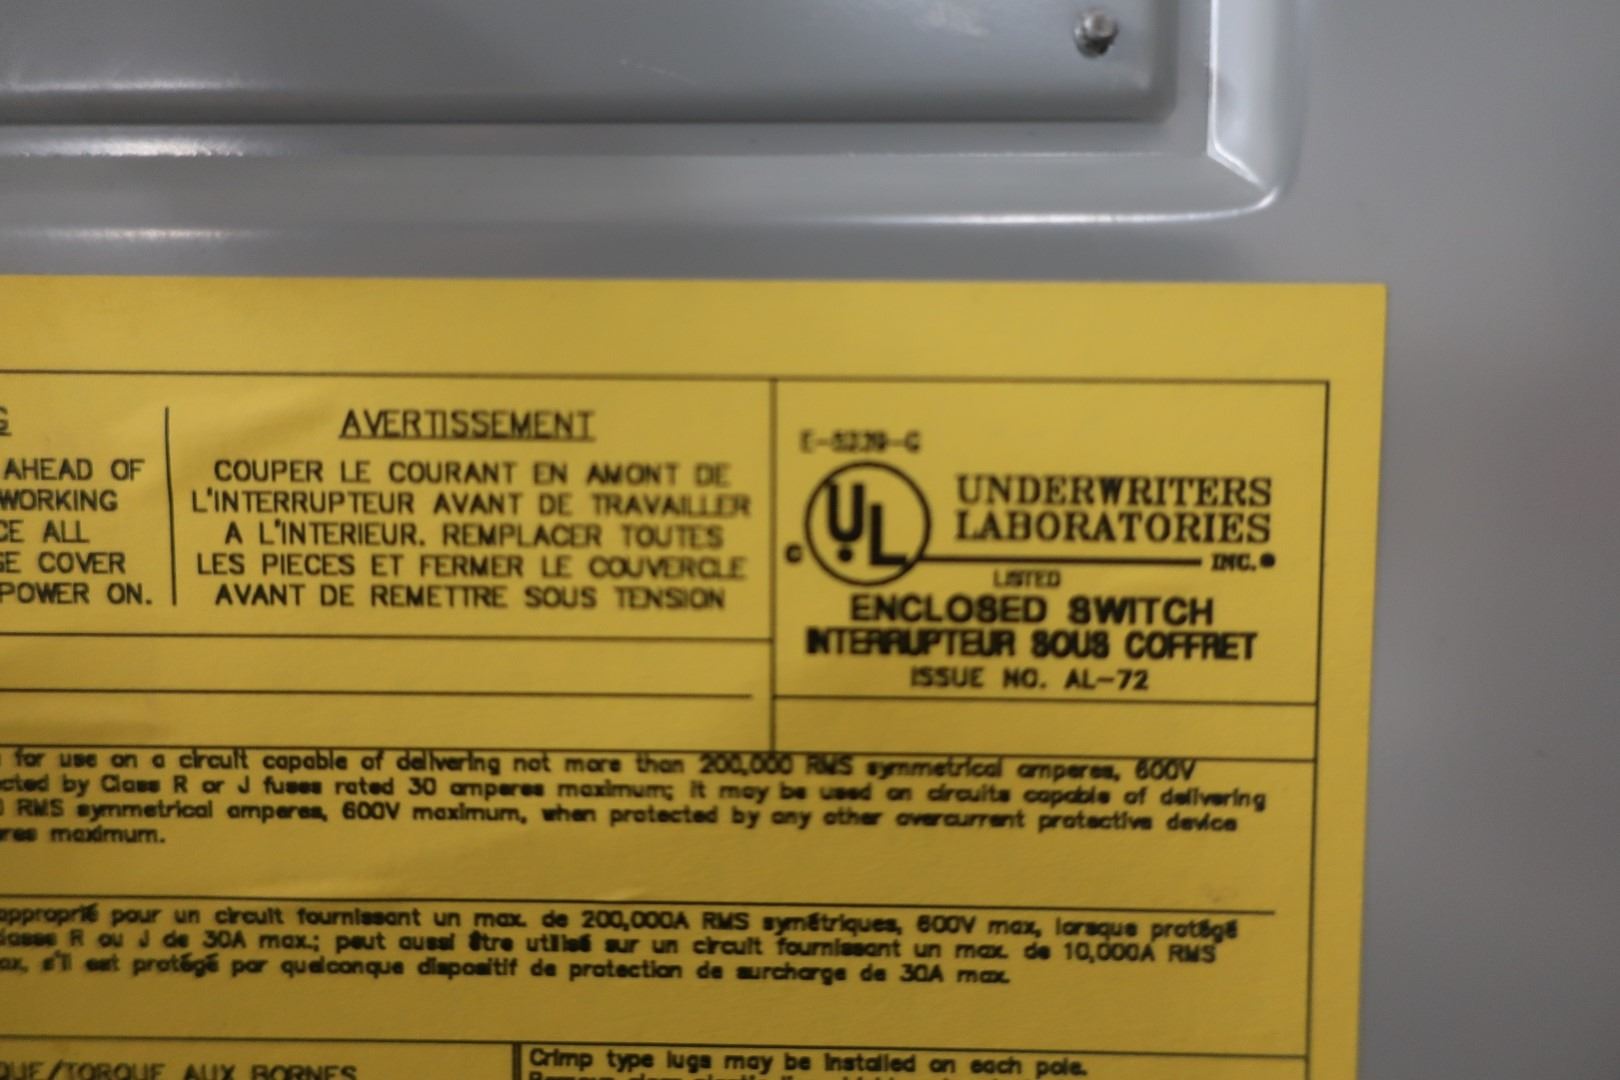 AHEAD OF
WORKING
CE ALL
GE COVER
POWER ON.
AVERTISSEMENT
COUPER LE COURANT EN AMONT DE
L'INTERRUPTEUR AVANT DE TRAVAILLER
A L'INTERIEUR. REMPLACER TOUTES
LES PIECES ET FERMER LE COUVERCLE
AVANT DE REMETTRE SOUS TENSION
UL
C
UNDERWRITERS
LABORATORIES
INC.
LISTED
ENCLOSED SWITCH
INTERRUPTEUR SOUS COFFRET
ISSUE NO. AL-72
for use on a circuit capable of delivering not more than 200,000 RMS symmetrical amperes, 600V
cted by Class R or J fuses rated 30 amperes maximum; it may be used on circuits capable of delivering
RMS symmetrical amperes, 600V maximum, when protected by any other overcurrent protective device
res maximum.
approprié pour un circuit fournissant un max. de 200,000A RMS symétriques, 600V max, lorsque protégé
lasse R ou J de 30A max.; peut aussi être utilisé sur un circuit fournissant un max. de 10,000A RMS
ax, s'il est protégé par quelconque dispositif de protection de surcharge de 30A max.
QUE/TORQUE AUX BORNES
Crimp type lugs may be installed on each pole.